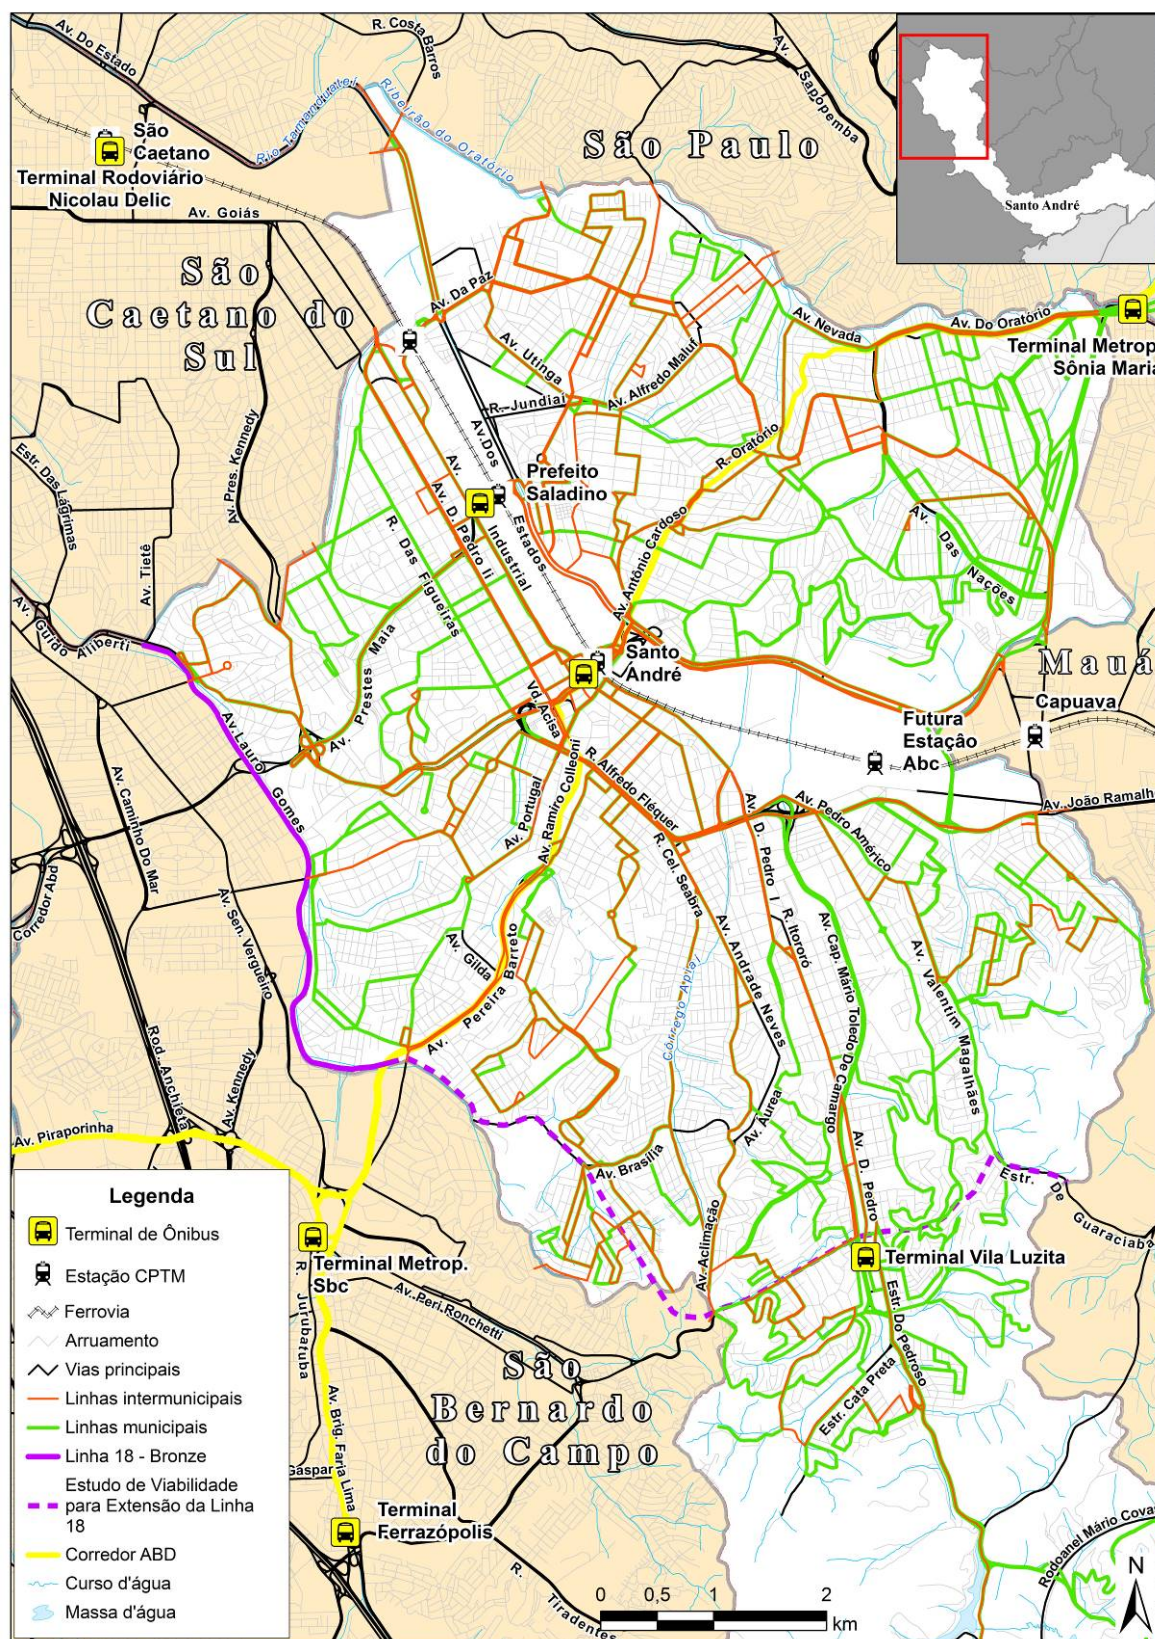 Av. Do Estado
R. Costa Barros
Av. Sapopemba
Rio Tamanduateí
Ribeirão do Oratório
São
Caetano
Terminal Rodoviário
Nicolau Delic
São Paulo
Santo André
Av. Goiás
São
Caetano do
Sul
Av. Da Paz
Av. Nevada
Av. Do Oratório
Terminal Metrop.
Sônia Maria
Av. Utinga
Av. Alfredo Maluf
R. Jundiaí
R. Oratório
Av. Pres. Kennedy
Estr. Das Lágrimas
Av. Tietê
Av. Dos Estados
Prefeito
Saladino
Av. Industrial
Av. D. Pedro Ii
R. Das Figueiras
Av. Antônio Cardoso
Av. Das Nações
Av. Guido Aliberti
Av. Prestes Maia
Santo
André
Mauá
Capuava
Futura
Estação
Abc
Vd. Acisa
Av. Lauro Gomes
Av. Portugal
Av. Ramiro Colleoni
R. Alfredo Fléquer
Av. João Ramalho
Av. Pedro Américo
Av. D. Pedro I
Av. Caminho Do Mar
Corredor Abd
Av. Sen. Vergueiro
R. Cel. Seabra
R. Itororó
Av. Gilda
Av. Pereira Barreto
Av. Andrade Neves
Av. Cap. Mário Toledo De Camargo
Av. Valentim Magalhães
Córrego Apiaí
Rod. Anchieta
Av. Kennedy
Av. Piraporinha
Av. Áurea
Av. Brasília
Av. D. Pedro
Estr. De Guaraciaba
Av. Aclimação
Terminal Vila Luzita
Terminal Metrop.
Sbc
R. Jurubatuba
Av. Peri Ronchetti
Estr. Do Pedroso
Estr. Cata Preta
São
Bernardo
do Campo
Av. Brig. Faria Lima
Gaspar
Terminal
Ferrazópolis
R. Tiradentes
Rodoanel Mário Covas
Legenda
Terminal de Ônibus
Estação CPTM
Ferrovia
Arruamento
Vias principais
Linhas intermunicipais
Linhas municipais
Linha 18 - Bronze
Estudo de Viabilidade
para Extensão da Linha
18
Corredor ABD
Curso d'água
Massa d'água
0 0,5 1 2
km
N